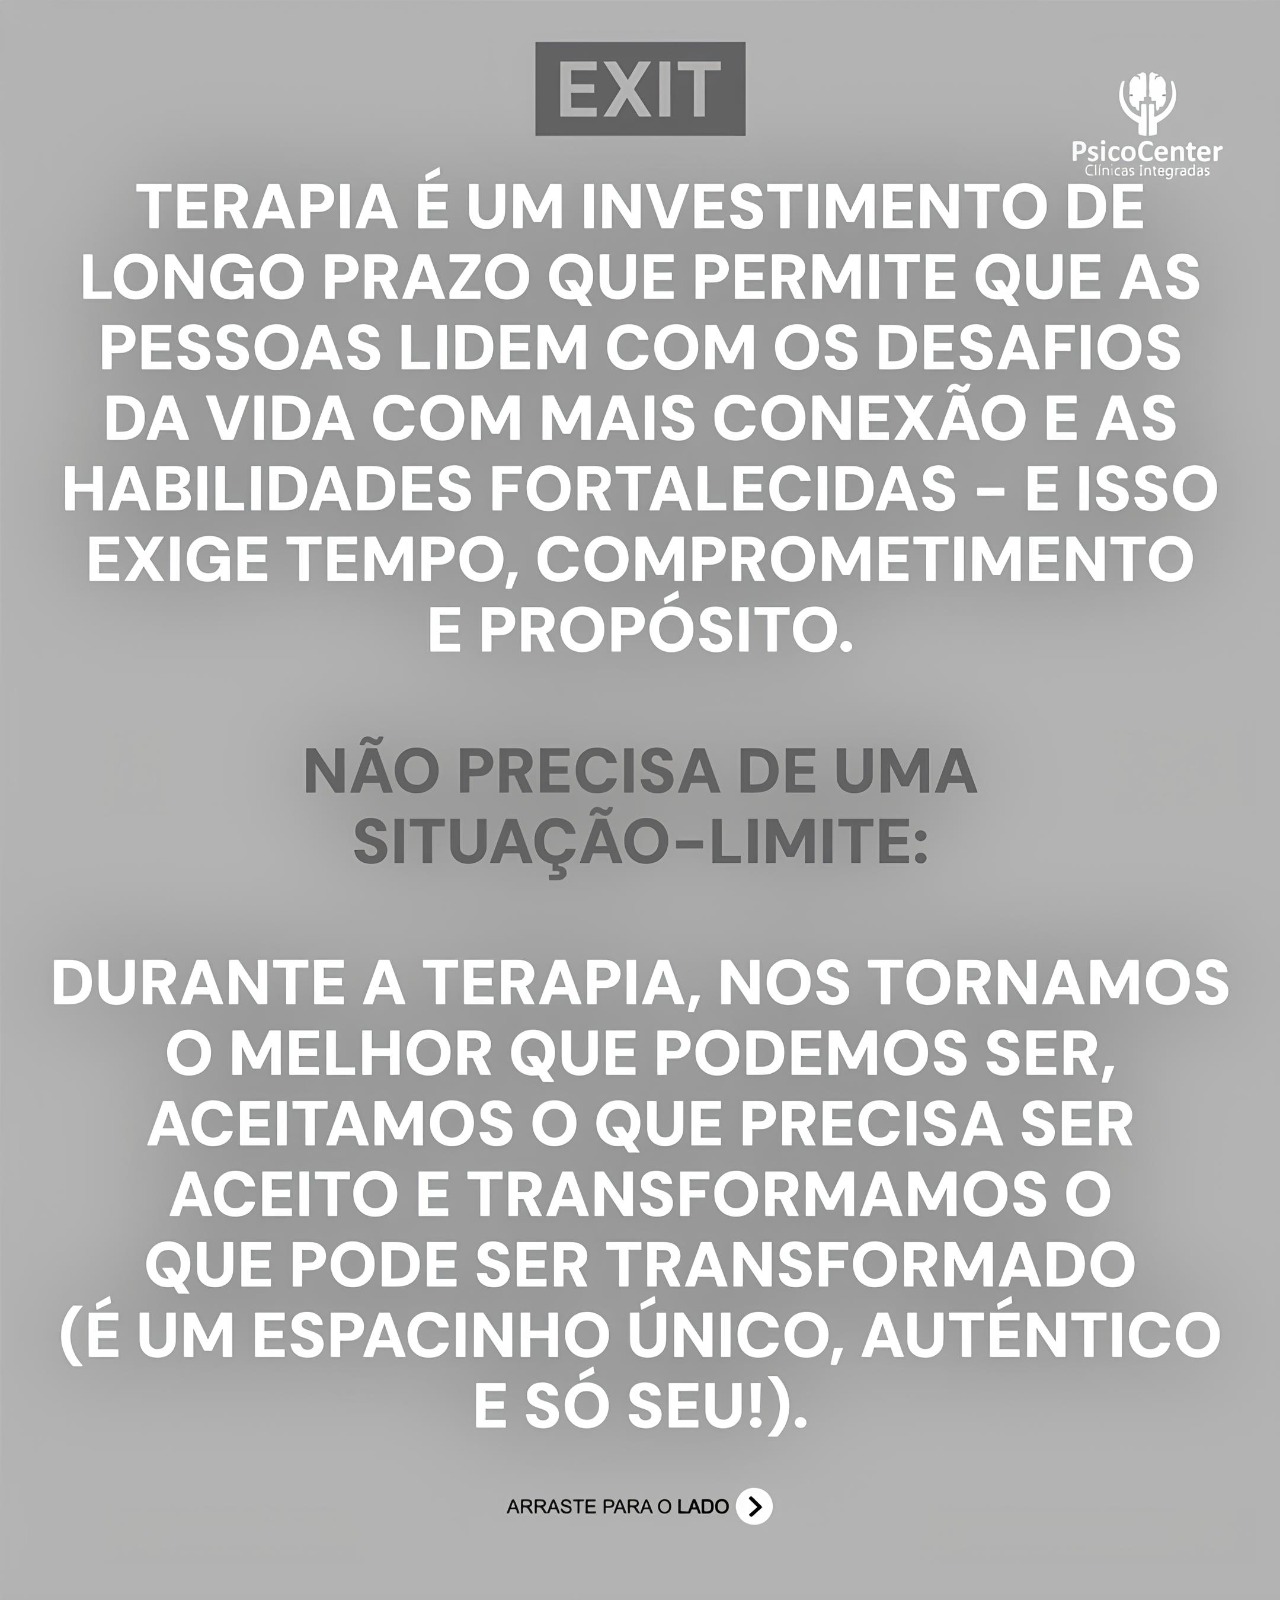 EXIT
PsicoCenter
Clínicas Integradas
TERAPIA É UM INVESTIMENTO DE
LONGO PRAZO QUE PERMITE QUE AS
PESSOAS LIDEM COM OS DESAFIOS
DA VIDA COM MAIS CONEXÃO E AS
HABILIDADES FORTALECIDAS – E ISSO
EXIGE TEMPO, COMPROMETIMENTO
E PROPÓSITO.
NÃO PRECISA DE UMA
SITUAÇÃO-LIMITE:
DURANTE A TERAPIA, NOS TORNAMOS
O MELHOR QUE PODEMOS SER,
ACEITAMOS O QUE PRECISA SER
ACEITO E TRANSFORMAMOS O
QUE PODE SER TRANSFORMADO
(É UM ESPACINHO ÚNICO, AUTÉNTICO
E SÓ SEU!).
ARRASTE PARA O LADO